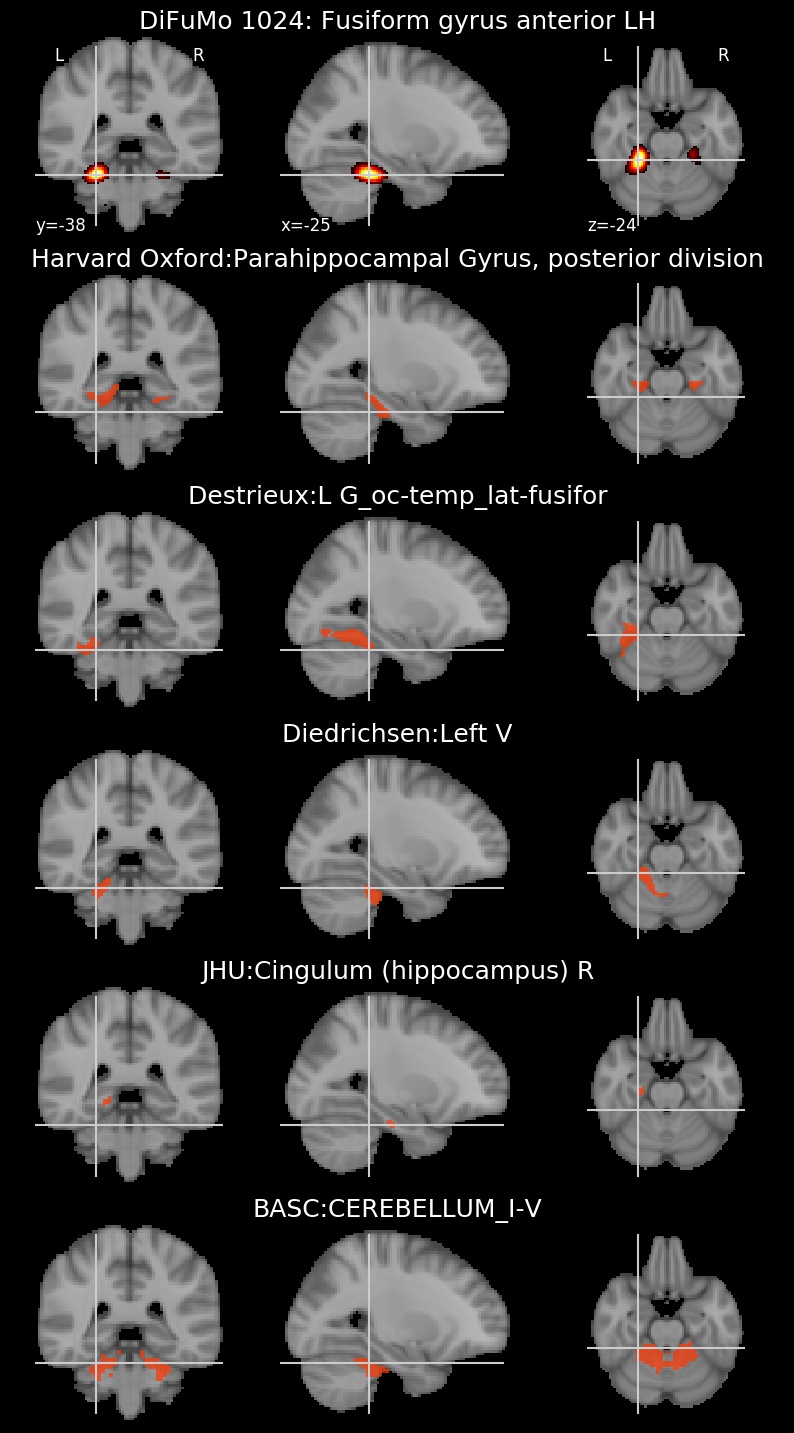 DiFuMo 1024: Fusiform gyrus anterior LH
L R L R
y=-38 x=-25 z=-24
Harvard Oxford:Parahippocampal Gyrus, posterior division
Destrieux:L G_oc-temp_lat-fusifor
Diedrichsen:Left V
JHU:Cingulum (hippocampus) R
BASC:CEREBELLUM_I-V